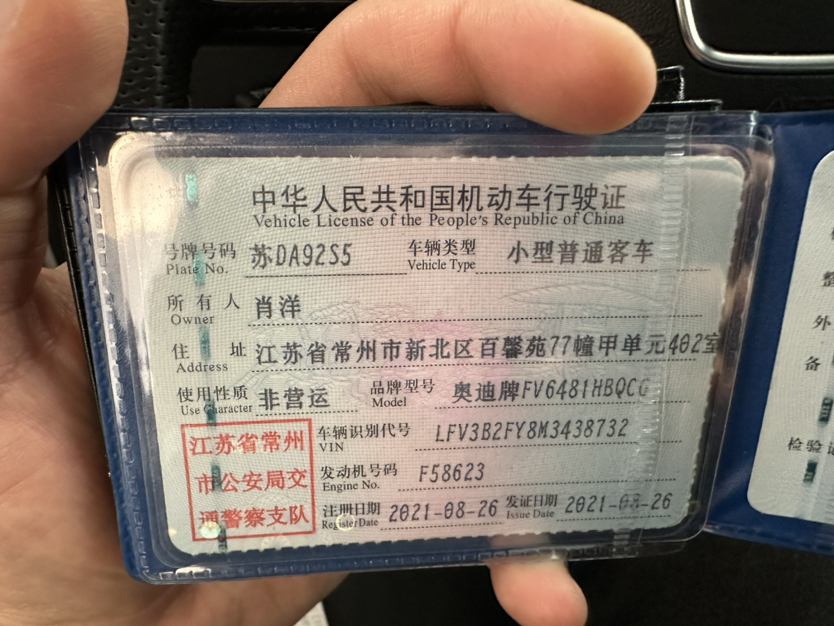 中华人民共和国机动车行驶证
Vehicle License of the People's Republic of China
号牌号码 苏DA92S5 车辆类型 小型普通客车
Plate No. Vehicle Type
所有人 肖洋
Owner
住址 江苏省常州市新北区百馨苑77幢甲单元402室
Address
使用性质 非营运 品牌型号 奥迪牌FV6481HBQCG
Use Character Model
江苏省常州
市公安局交
通警察支队
车辆识别代号 LFV3B2FY8M3438732
VIN
发动机号码 F58623
Engine No.
注册日期 2021-08-26 发证日期 2021-08-26
Register Date Issue Date
整
外
备
检验